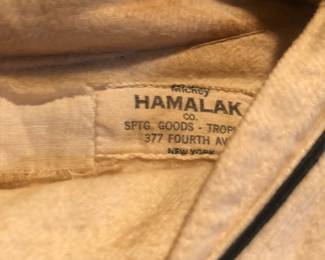 Mickey
HAMALAK
CO.
SPTG. GOODS - TROP
377 FOURTH AV
NEW YORK